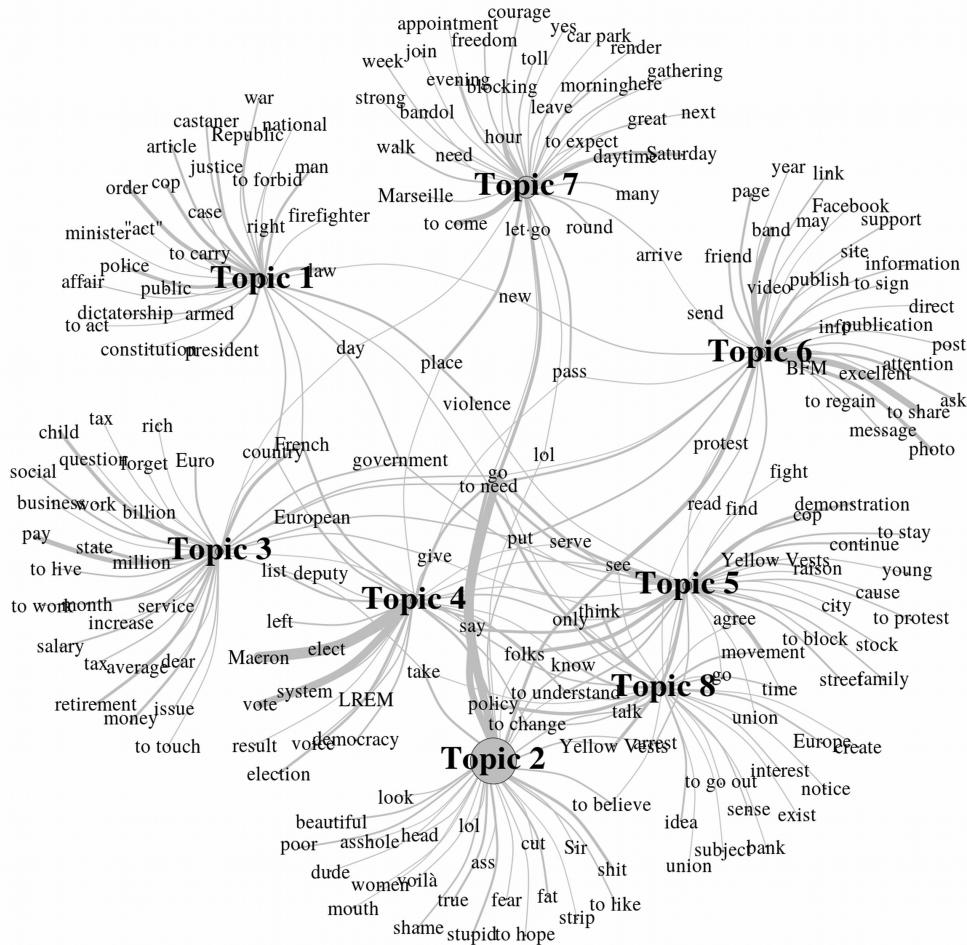 courage
appointment
yes
freedom
car park
join
render
toll
week
evening
blocking
gathering
morning
here
strong
bandol
leave
next
great
hour
walk
need
to expect
daytime
Saturday
Topic 7
Marseille
many
to come
let·go
round
war
castaner
national
Republic
article
justice
man
to forbid
order
cop
case
firefighter
right
minister
"act"
to carry
police
Topic 1
law
affair
public
dictatorship
armed
to act
constitution
president
year
link
page
Facebook
may
support
band
arrive
friend
site
information
video
publish
to sign
send
direct
info
publication
Topic 6
post
BFM
attention
excellent
to regain
ask
to share
message
photo
new
day
place
pass
violence
protest
lol
government
go
to need
fight
tax
rich
child
French
country
question
forget
Euro
social
business
work
billion
pay
state
Topic 3
million
to live
to work
month
service
increase
salary
tax
average
dear
retirement
money
issue
to touch
European
put
serve
give
see
list
deputy
Topic 4
left
say
only
think
elect
Macron
folks
know
take
system
vote
LREM
to understand
policy
to change
talk
result
voice
democracy
election
read
find
demonstration
cop
to stay
continue
Yellow Vests
raison
young
Topic 5
cause
city
agree
to protest
to block
stock
movement
street
family
Topic 8
go
time
union
Yellow Vests
arrest
Europe
create
interest
to go out
notice
sense
exist
idea
subject
bank
union
Topic 2
look
to believe
beautiful
lol
head
poor
asshole
cut
Sir
ass
shit
dude
women
voilà
true
fear
fat
to like
mouth
strip
shame
stupid
to hope